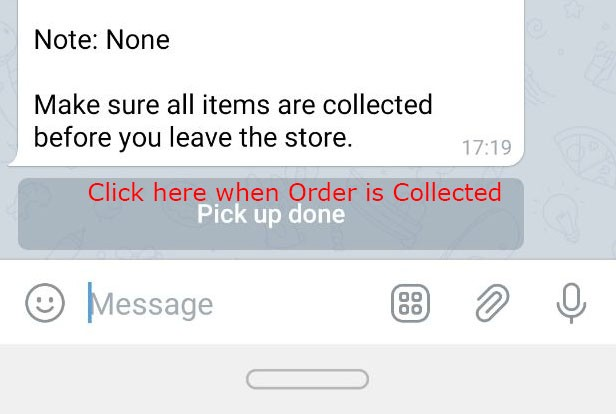 Note: None
Make sure all items are collected
before you leave the store.
17:19
Click here when Order is Collected
Pick up done
Message